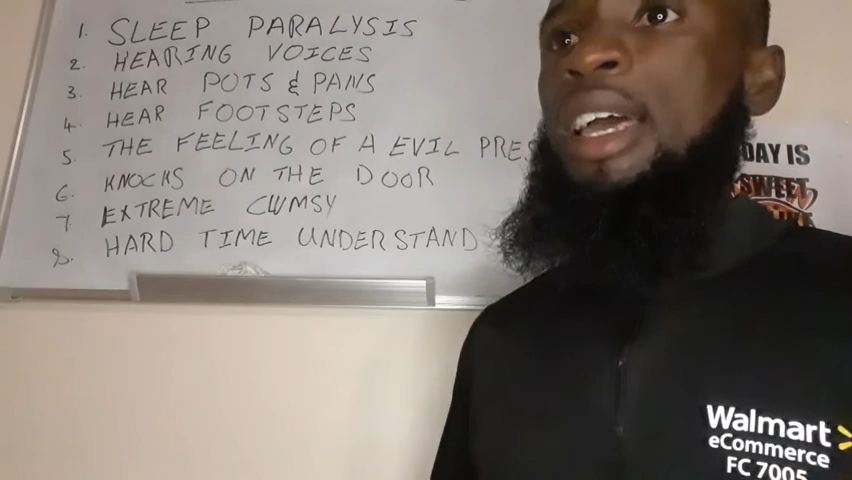 1. SLEEP PARALYSIS
2. HEARING VOICES
3. HEAR POTS & PANS
4. HEAR FOOTSTEPS
5. THE FEELING OF A EVIL PRES
6. KNOCKS ON THE DOOR
7. EXTREME CLUMSY
8. HARD TIME UNDERSTAND
DAY IS
SWEET
Walmart
eCommerce
FC 7005